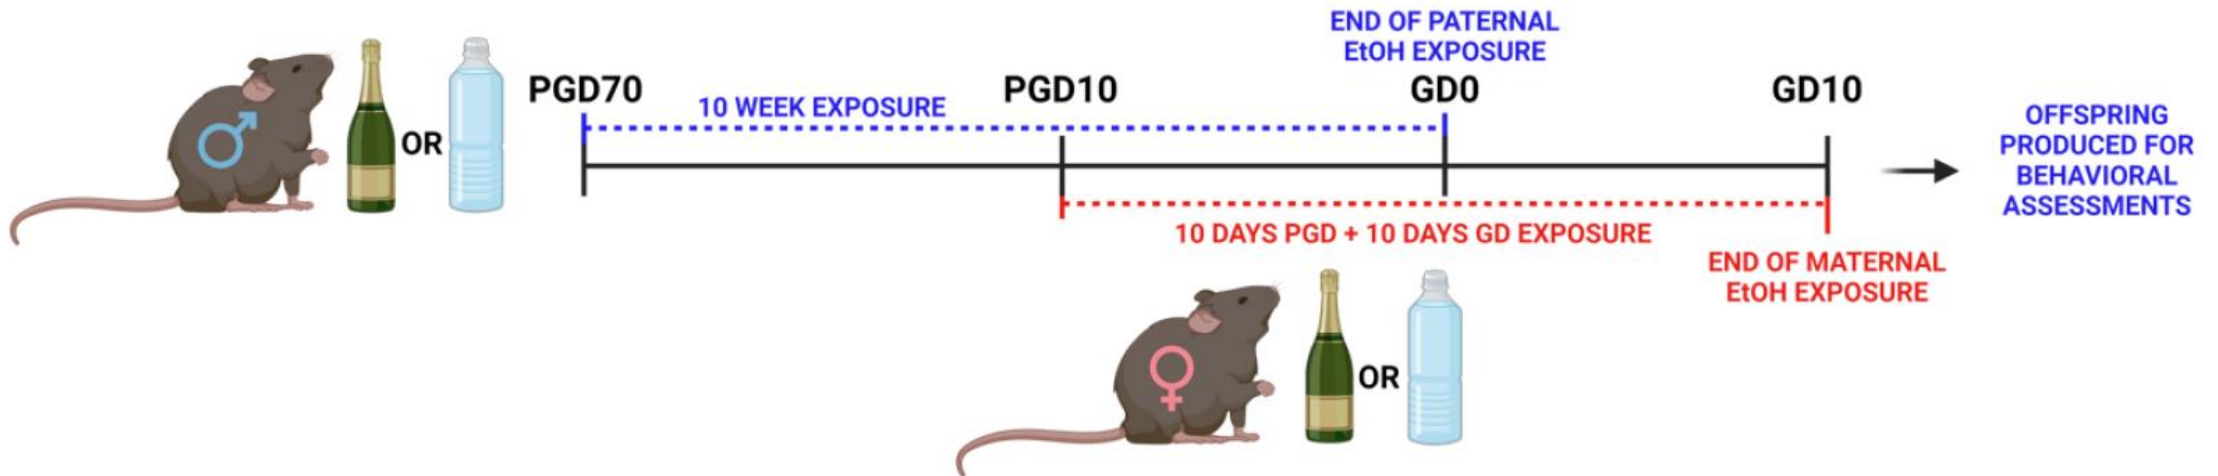 END OF PATERNAL
EtOH EXPOSURE
PGD70
PGD10
GD0
GD10
10 WEEK EXPOSURE
OR
OFFSPRING
PRODUCED FOR
BEHAVIORAL
ASSESSMENTS
10 DAYS PGD + 10 DAYS GD EXPOSURE
END OF MATERNAL
EtOH EXPOSURE
OR